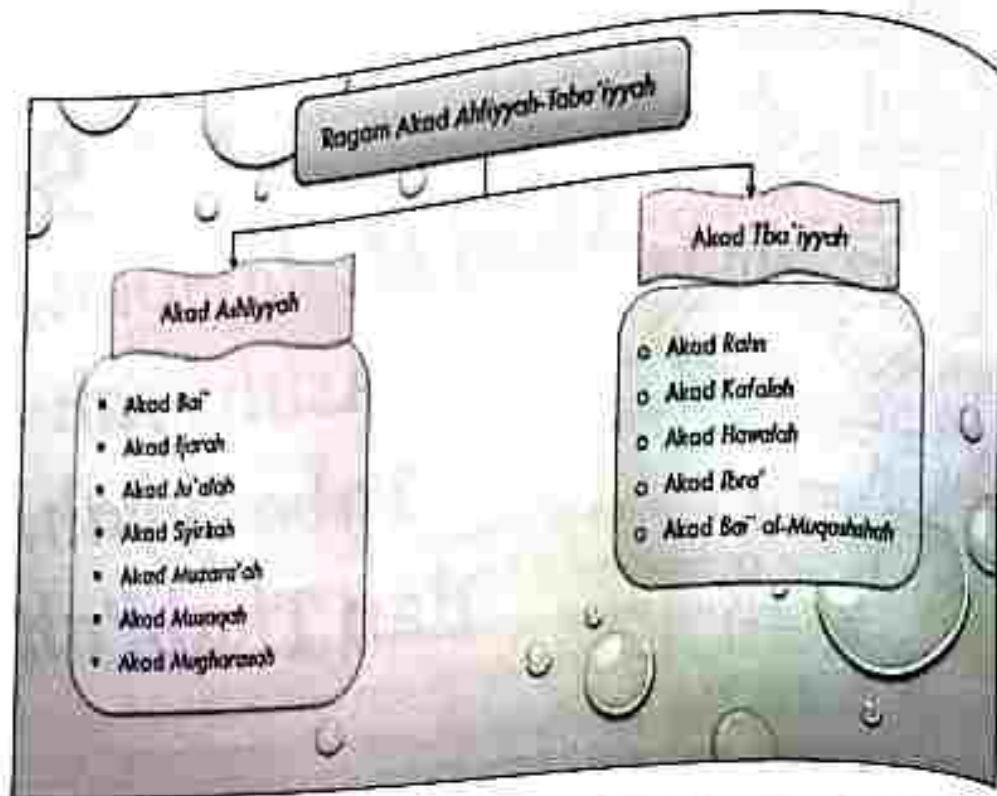 Ragam Akad Ahliyyah-Taba'iyyah
Akad Ashliyyah
• Akad Bai'
• Akad Ijarah
• Akad Ju'alah
• Akad Syirkah
• Akad Muzara'ah
• Akad Musaqah
• Akad Mugharasah
Akad Tba'iyyah
o Akad Rahn
o Akad Kafalah
o Akad Hawalah
o Akad Ibra'
o Akad Bai' al-Muqashahah